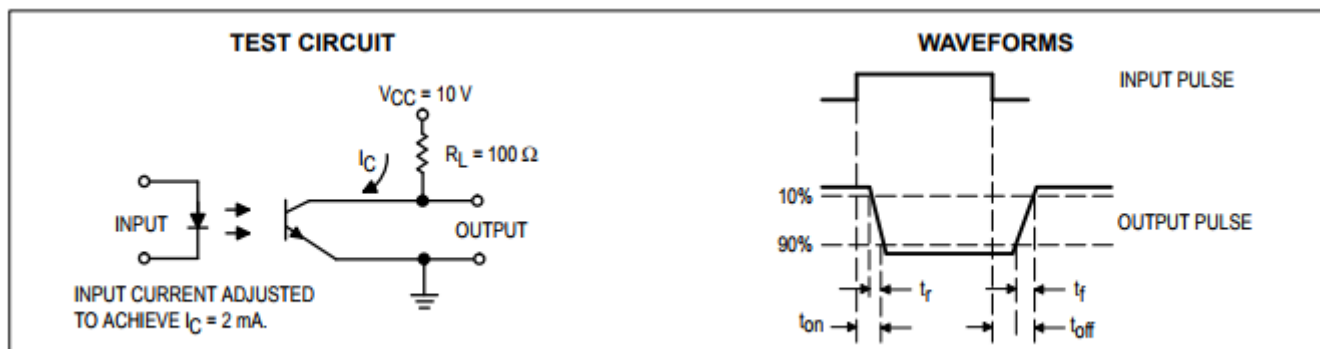 TEST CIRCUIT
VCC = 10 V
IC
RL = 100 Ω
INPUT
OUTPUT
INPUT CURRENT ADJUSTED
TO ACHIEVE IC = 2 mA.
WAVEFORMS
INPUT PULSE
10%
OUTPUT PULSE
90%
tr
tf
ton
toff